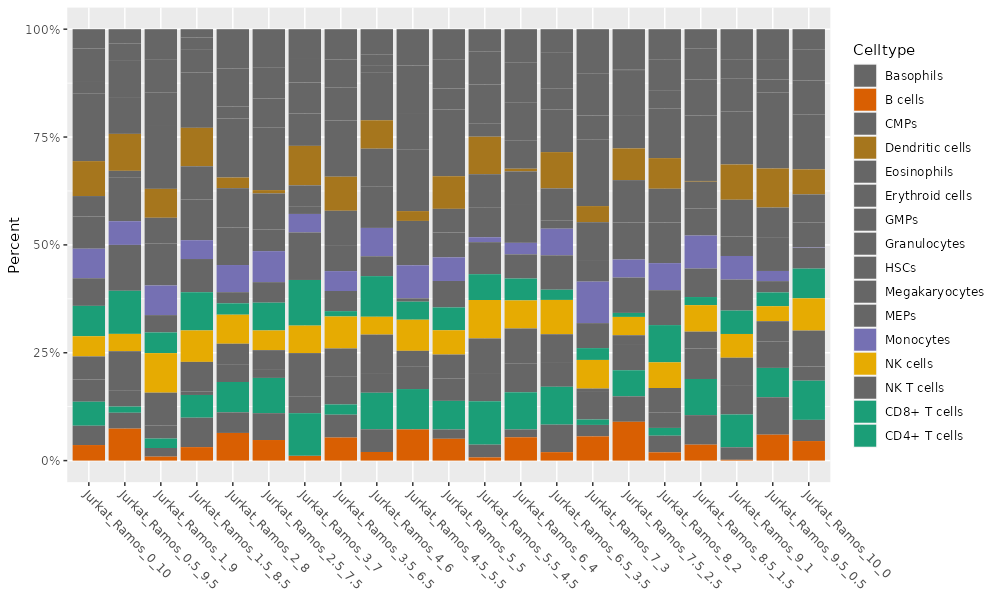 100%
75%
50%
25%
0%
Percent
Jurkat_Ramos_0_10
Jurkat_Ramos_0.5_9.5
Jurkat_Ramos_1_9
Jurkat_Ramos_1.5_8.5
Jurkat_Ramos_2_8
Jurkat_Ramos_2.5_7.5
Jurkat_Ramos_3_7
Jurkat_Ramos_3.5_6.5
Jurkat_Ramos_4_6
Jurkat_Ramos_4.5_5.5
Jurkat_Ramos_5_5
Jurkat_Ramos_5.5_4.5
Jurkat_Ramos_6_4
Jurkat_Ramos_6.5_3.5
Jurkat_Ramos_7_3
Jurkat_Ramos_7.5_2.5
Jurkat_Ramos_8_2
Jurkat_Ramos_8.5_1.5
Jurkat_Ramos_9_1
Jurkat_Ramos_9.5_0.5
Jurkat_Ramos_10_0
Celltype
Basophils
B cells
CMPs
Dendritic cells
Eosinophils
Erythroid cells
GMPs
Granulocytes
HSCs
Megakaryocytes
MEPs
Monocytes
NK cells
NK T cells
CD8+ T cells
CD4+ T cells